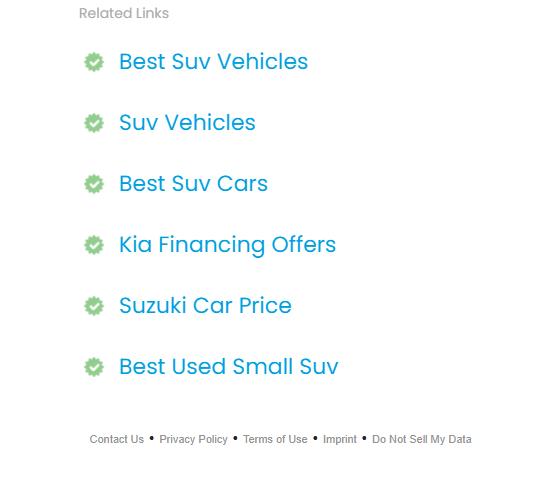 Related Links
Best Suv Vehicles
Suv Vehicles
Best Suv Cars
Kia Financing Offers
Suzuki Car Price
Best Used Small Suv
Contact Us • Privacy Policy • Terms of Use • Imprint • Do Not Sell My Data